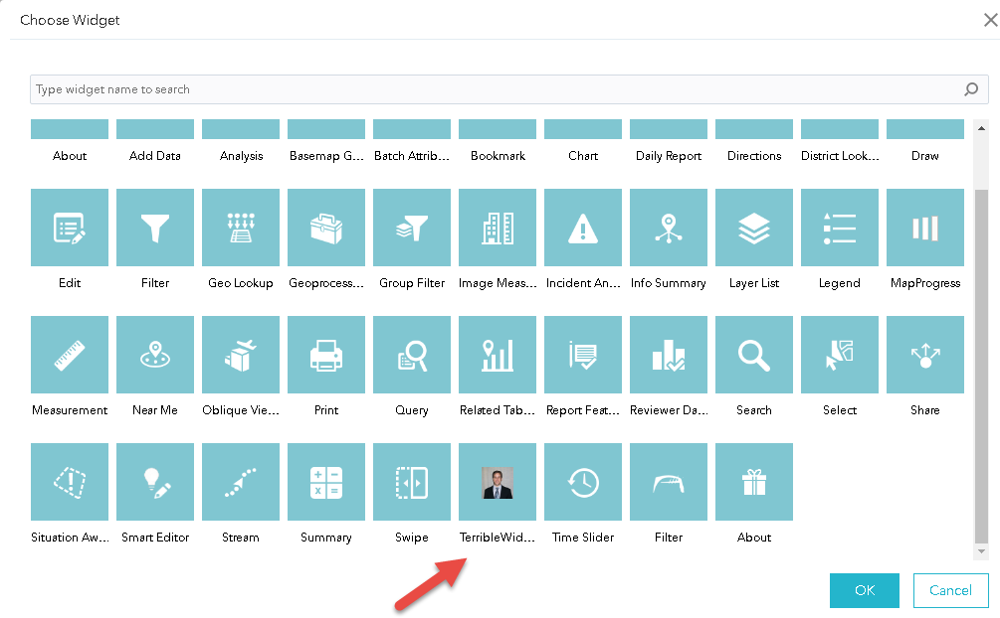 Choose Widget
Type widget name to search
About Add Data Analysis Basemap G... Batch Attrib... Bookmark Chart Daily Report Directions District Look... Draw
Edit Filter Geo Lookup Geoprocess... Group Filter Image Meas... Incident An... Info Summary Layer List Legend MapProgress
Measurement Near Me Oblique Vie... Print Query Related Tab... Report Feat... Reviewer Da... Search Select Share
Situation Aw... Smart Editor Stream Summary Swipe TerribleWid... Time Slider Filter About
OK Cancel